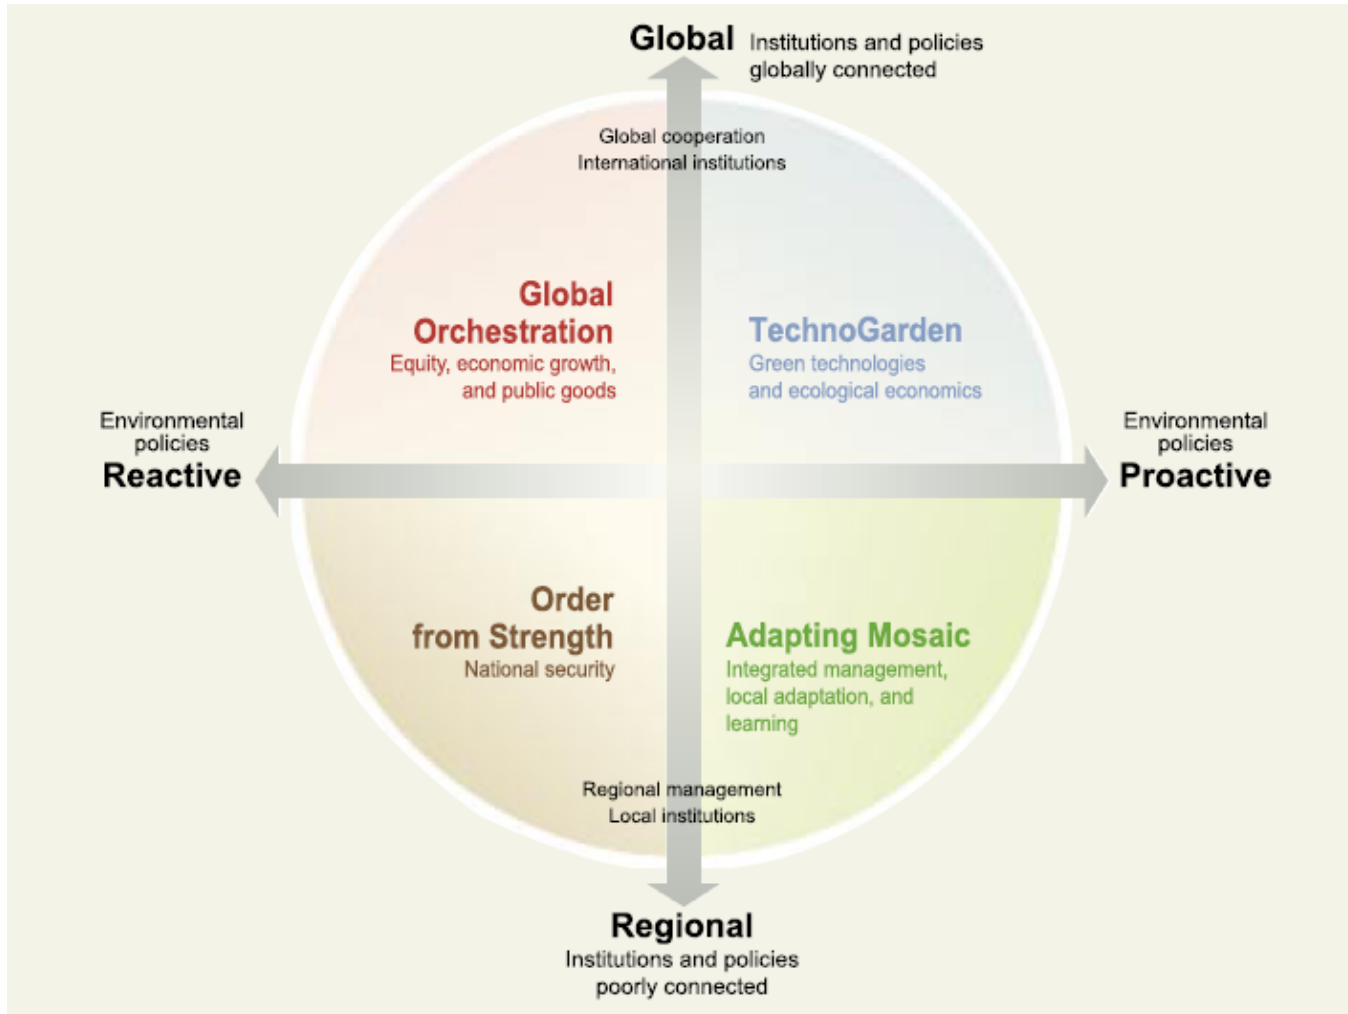 Global
Institutions and policies
globally connected
Global cooperation
International institutions
Global
Orchestration
Equity, economic growth,
and public goods
TechnoGarden
Green technologies
and ecological economics
Environmental
policies
Reactive
Environmental
policies
Proactive
Order
from Strength
National security
Adapting Mosaic
Integrated management,
local adaptation, and
learning
Regional management
Local institutions
Regional
Institutions and policies
poorly connected